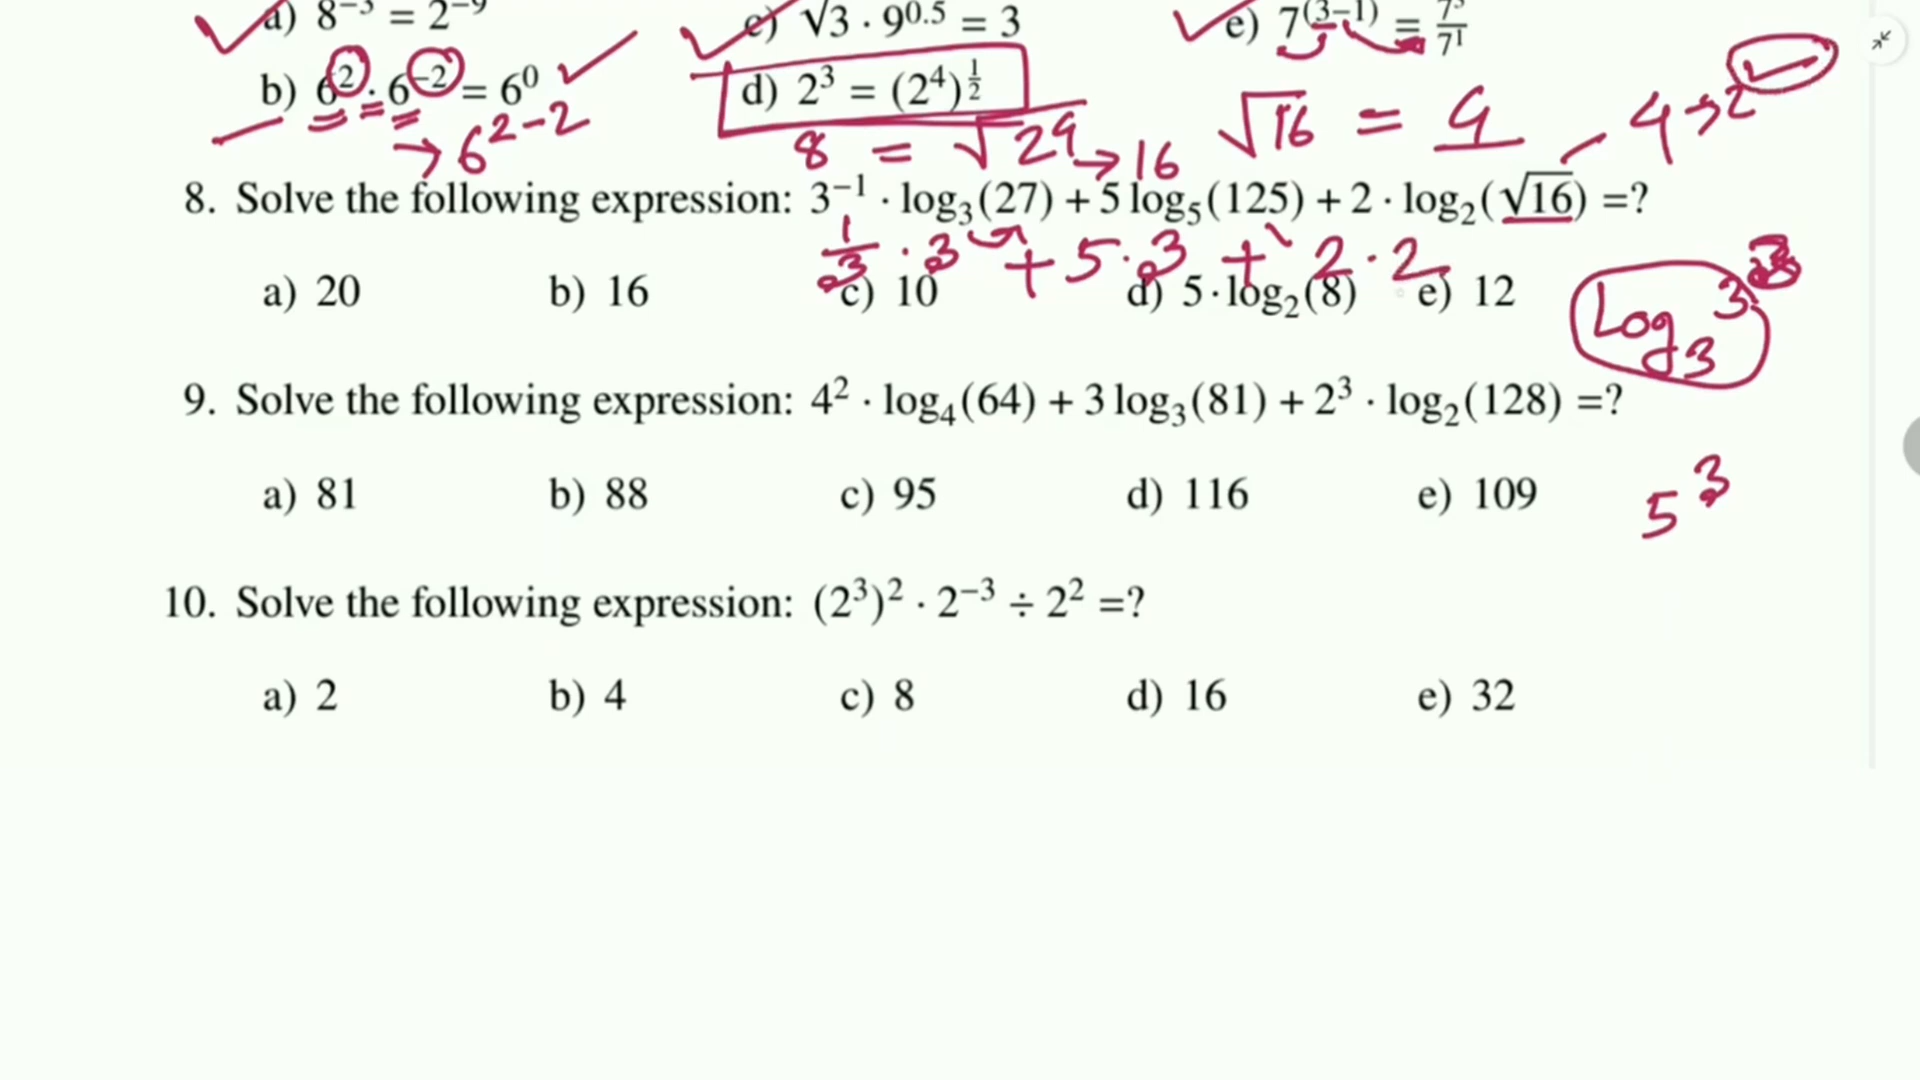 a) 8⁻³ = 2⁻⁹ c) √3 · 9^0.5 = 3 e) 7^(3−1) = 7³/7¹
b) 6² · 6⁻² = 6⁰ d) 2³ = (2⁴)^(1/2) √16 = 4 4 → 2
→ 6^(2-2) 8 = √2⁴ → 16
8. Solve the following expression: 3⁻¹ · log₃(27) + 5 log₅(125) + 2 · log₂(√16) =?
1/3 · 3 + 5 · 3 + 2 · 2
a) 20 b) 16 c) 10 d) 5 · log₂(8) e) 12 Log₃ 3³
9. Solve the following expression: 4² · log₄(64) + 3 log₃(81) + 2³ · log₂(128) =?
a) 81 b) 88 c) 95 d) 116 e) 109 5³
10. Solve the following expression: (2³)² · 2⁻³ ÷ 2² =?
a) 2 b) 4 c) 8 d) 16 e) 32